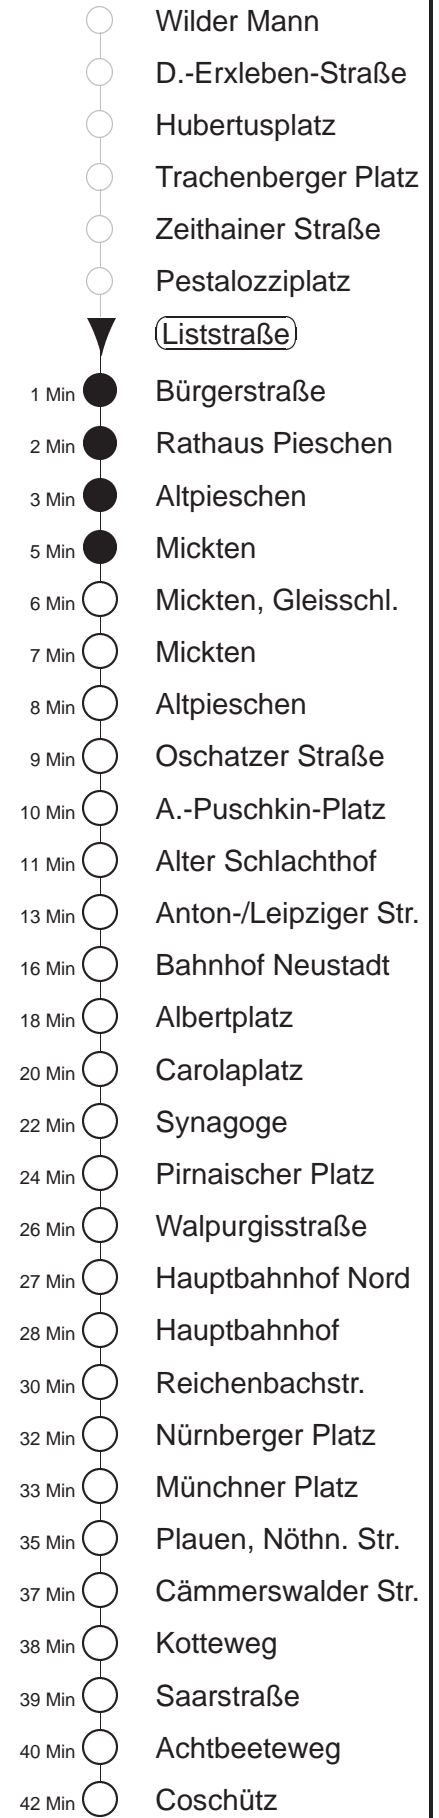 Wilder Mann
D.-Erxleben-Straße
Hubertusplatz
Trachenberger Platz
Zeithainer Straße
Pestalozziplatz
Liststraße
1 Min Bürgerstraße
2 Min Rathaus Pieschen
3 Min Altpieschen
5 Min Mickten
6 Min Mickten, Gleisschl.
7 Min Mickten
8 Min Altpieschen
9 Min Oschatzer Straße
10 Min A.-Puschkin-Platz
11 Min Alter Schlachthof
13 Min Anton-/Leipziger Str.
16 Min Bahnhof Neustadt
18 Min Albertplatz
20 Min Carolaplatz
22 Min Synagoge
24 Min Pirnaischer Platz
26 Min Walpurgisstraße
27 Min Hauptbahnhof Nord
28 Min Hauptbahnhof
30 Min Reichenbachstr.
32 Min Nürnberger Platz
33 Min Münchner Platz
35 Min Plauen, Nöthn. Str.
37 Min Cämmerswalder Str.
38 Min Kotteweg
39 Min Saarstraße
40 Min Achtbeeteweg
42 Min Coschütz